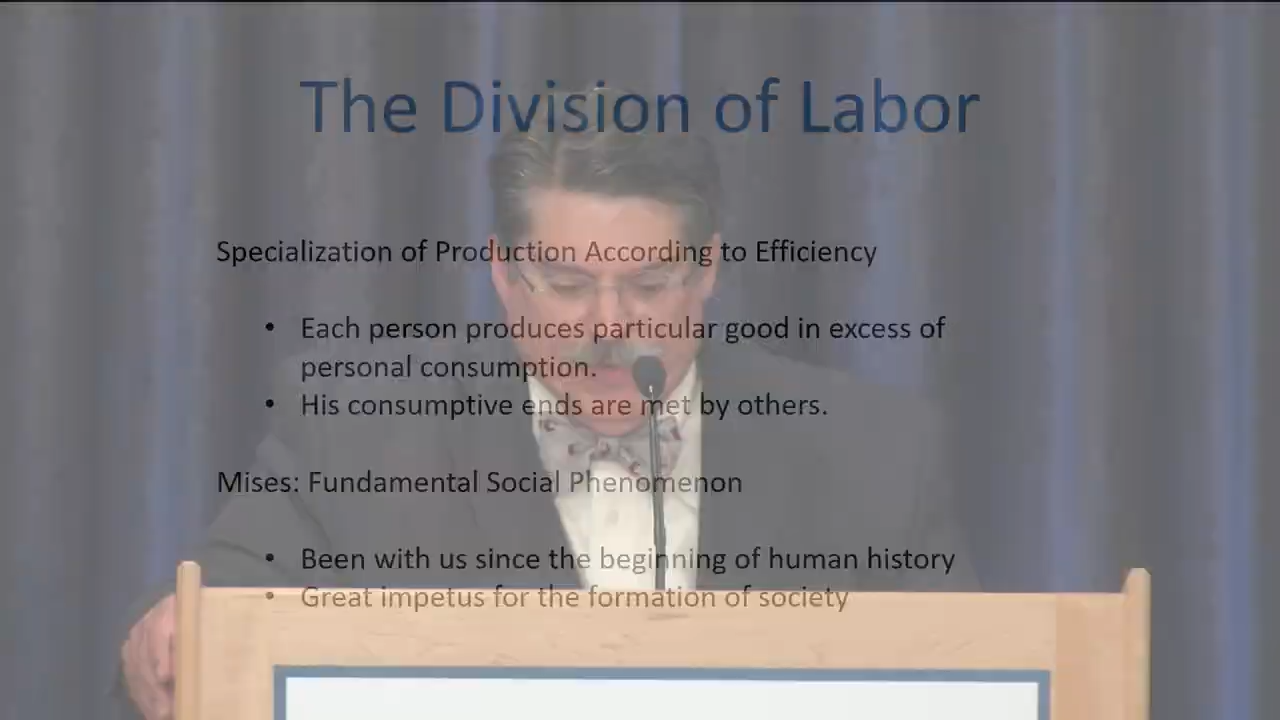 The Division of Labor
Specialization of Production According to Efficiency
• Each person produces particular good in excess of
personal consumption.
• His consumptive ends are met by others.
Mises: Fundamental Social Phenomenon
• Been with us since the beginning of human history
• Great impetus for the formation of society